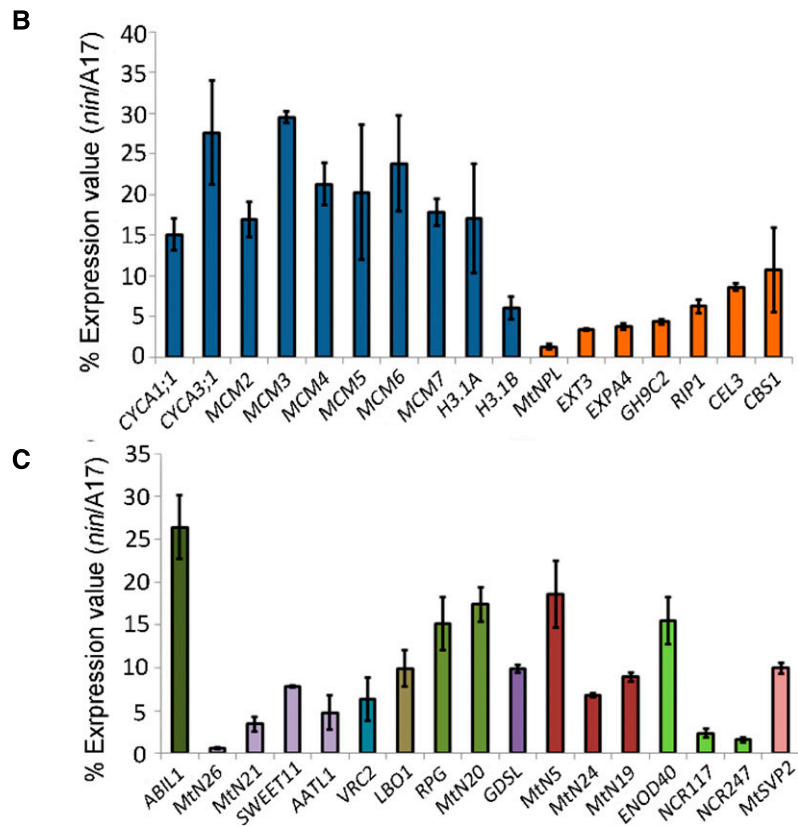 B
% Exrpression value (nin/A17)
40
35
30
25
20
15
10
5
0
CYCA1;1
CYCA3;1
MCM2
MCM3
MCM4
MCM5
MCM6
MCM7
H3.1A
H3.1B
MtNPL
EXT3
EXPA4
GH9C2
RIP1
CEL3
CBS1
C
% Exrpression value (nin/A17)
35
30
25
20
15
10
5
0
ABIL1
MtN26
MtN21
SWEET11
AATL1
VRC2
LBO1
RPG
MtN20
GDSL
MtN5
MtN24
MtN19
ENOD40
NCR117
NCR247
MtSVP2